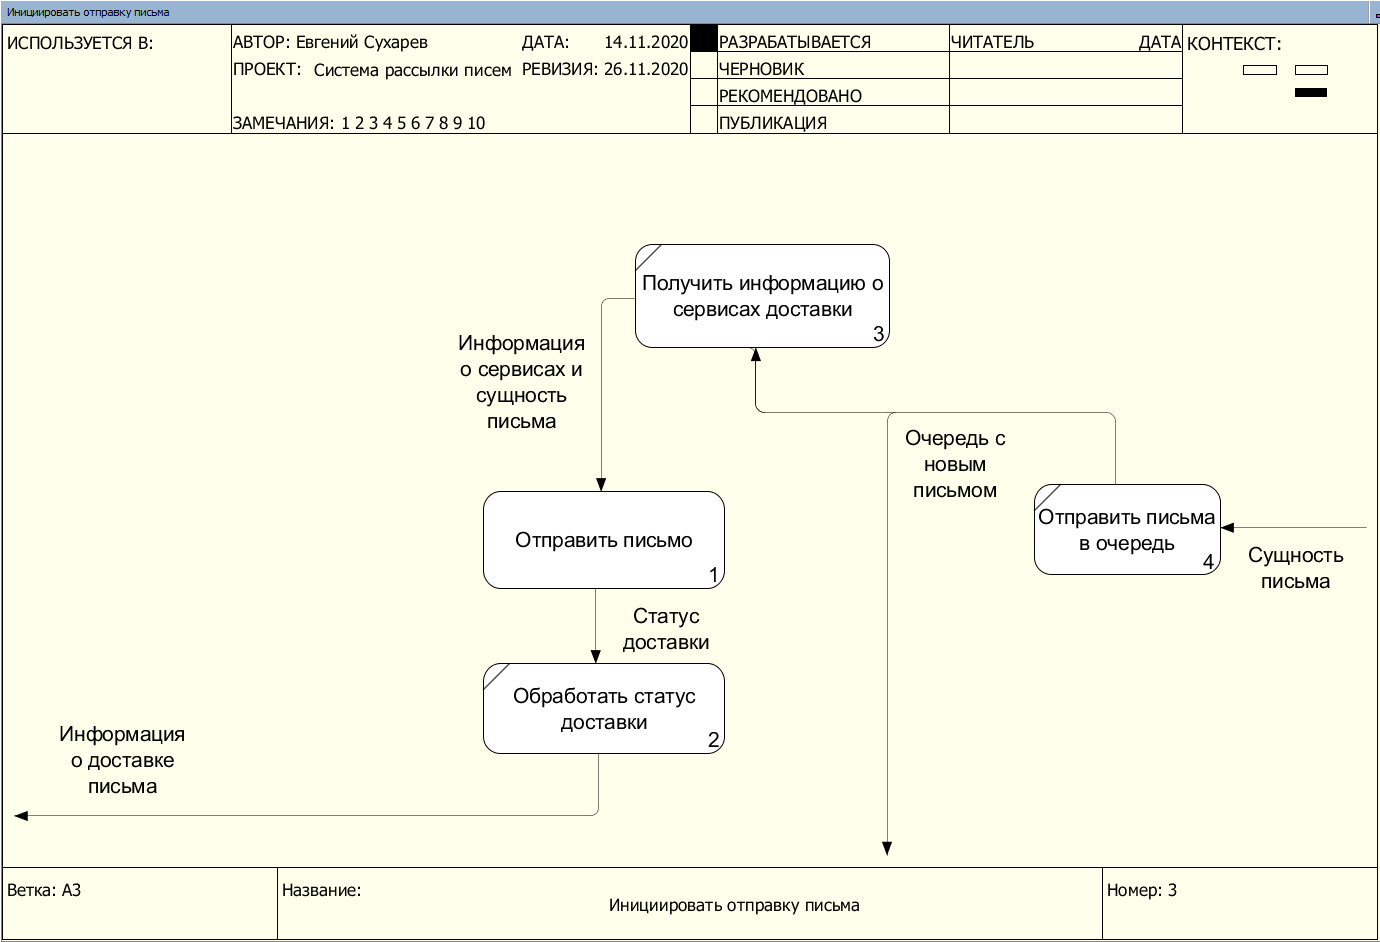 Инициировать отправку письма
ИСПОЛЬЗУЕТСЯ В:
АВТОР: Евгений Сухарев
ДАТА: 14.11.2020
ПРОЕКТ: Система рассылки писем
РЕВИЗИЯ: 26.11.2020
ЗАМЕЧАНИЯ: 1 2 3 4 5 6 7 8 9 10
РАЗРАБАТЫВАЕТСЯ
ЧЕРНОВИК
РЕКОМЕНДОВАНО
ПУБЛИКАЦИЯ
ЧИТАТЕЛЬ ДАТА
КОНТЕКСТ:
Получить информацию о
сервисах доставки
3
Информация
о сервисах и
сущность
письма
Очередь с
новым
письмом
Отправить письма
в очередь
4
Сущность
письма
Отправить письмо
1
Статус
доставки
Обработать статус
доставки
2
Информация
о доставке
письма
Ветка: A3
Название:
Инициировать отправку письма
Номер: 3